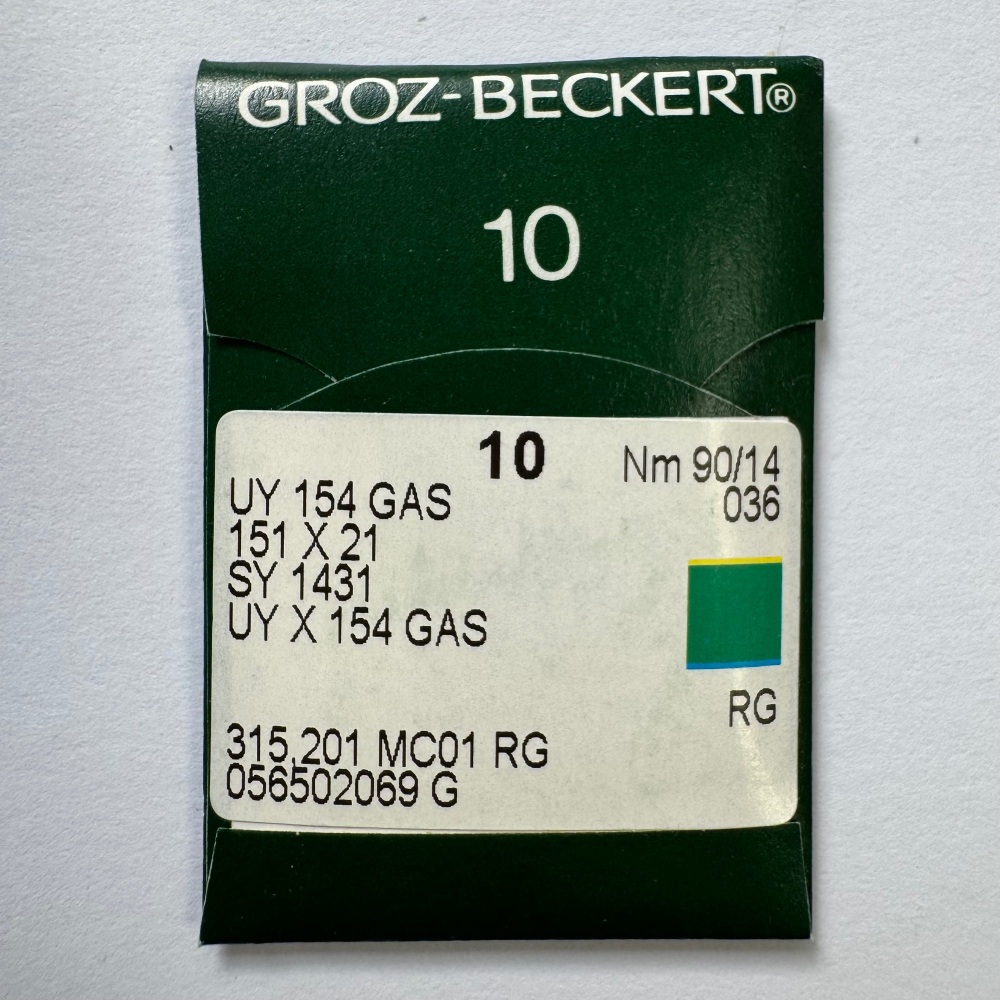 GROZ-BECKERT®
10
10
Nm 90/14
036
UY 154 GAS
151 X 21
SY 1431
UY X 154 GAS
RG
315.201 MC01 RG
056502069 G